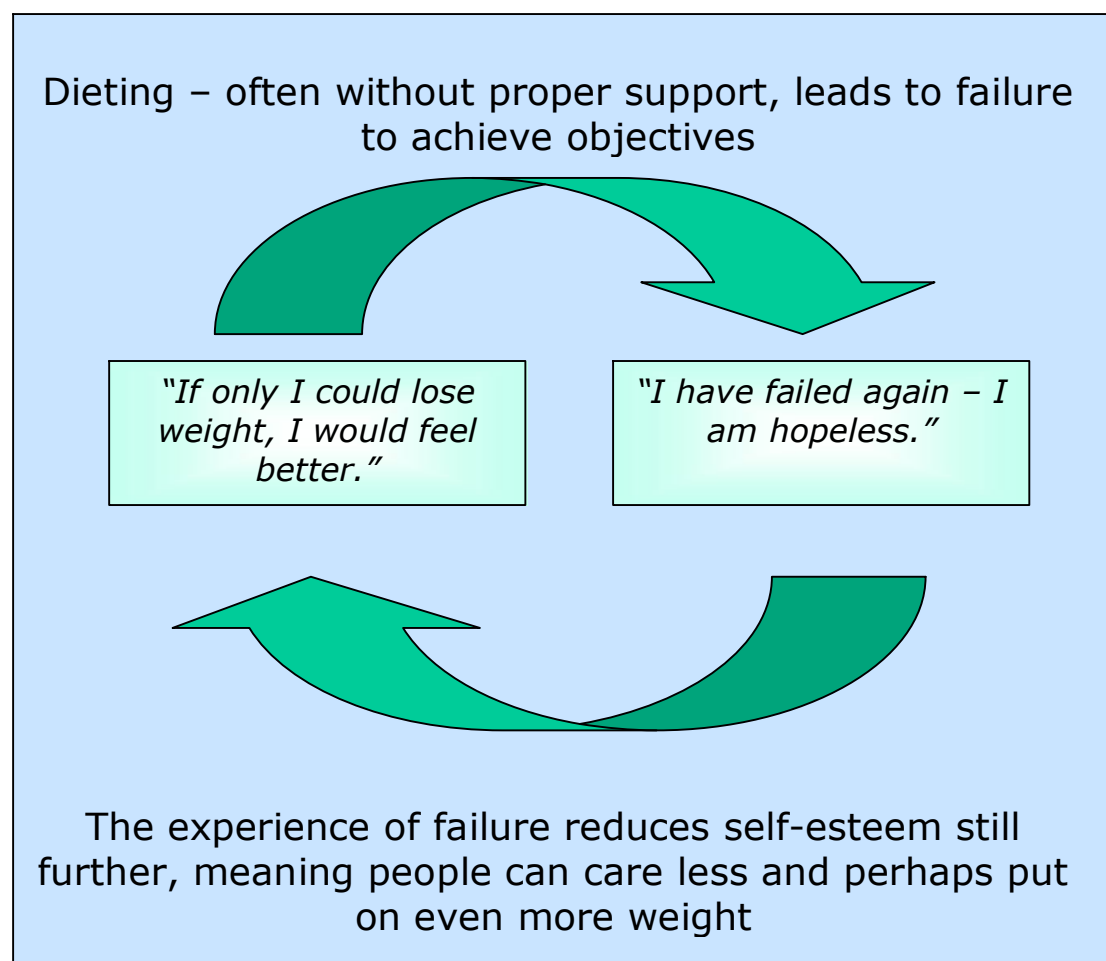 Dieting – often without proper support, leads to failure
to achieve objectives
“If only I could lose
weight, I would feel
better.”
“I have failed again – I
am hopeless.”
The experience of failure reduces self-esteem still
further, meaning people can care less and perhaps put
on even more weight